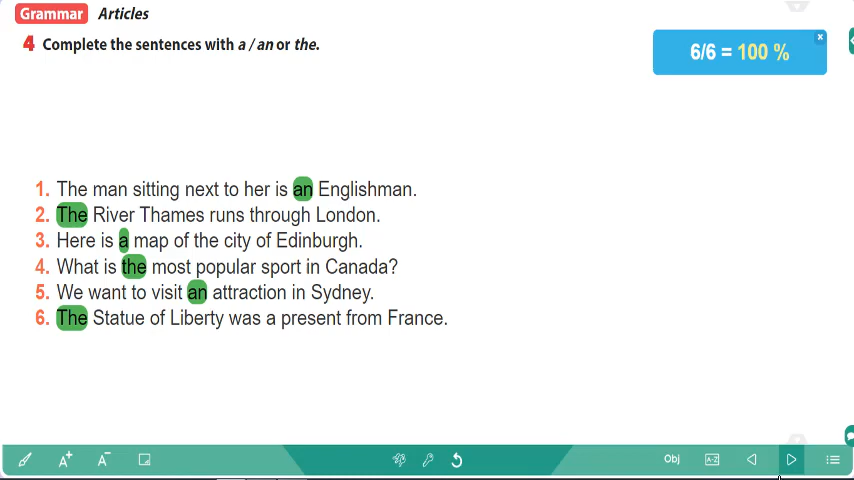 Grammar Articles
4 Complete the sentences with a / an or the.
6/6 = 100 %
x
1. The man sitting next to her is an Englishman.
2. The River Thames runs through London.
3. Here is a map of the city of Edinburgh.
4. What is the most popular sport in Canada?
5. We want to visit an attraction in Sydney.
6. The Statue of Liberty was a present from France.
A+ A- Obj A-Z